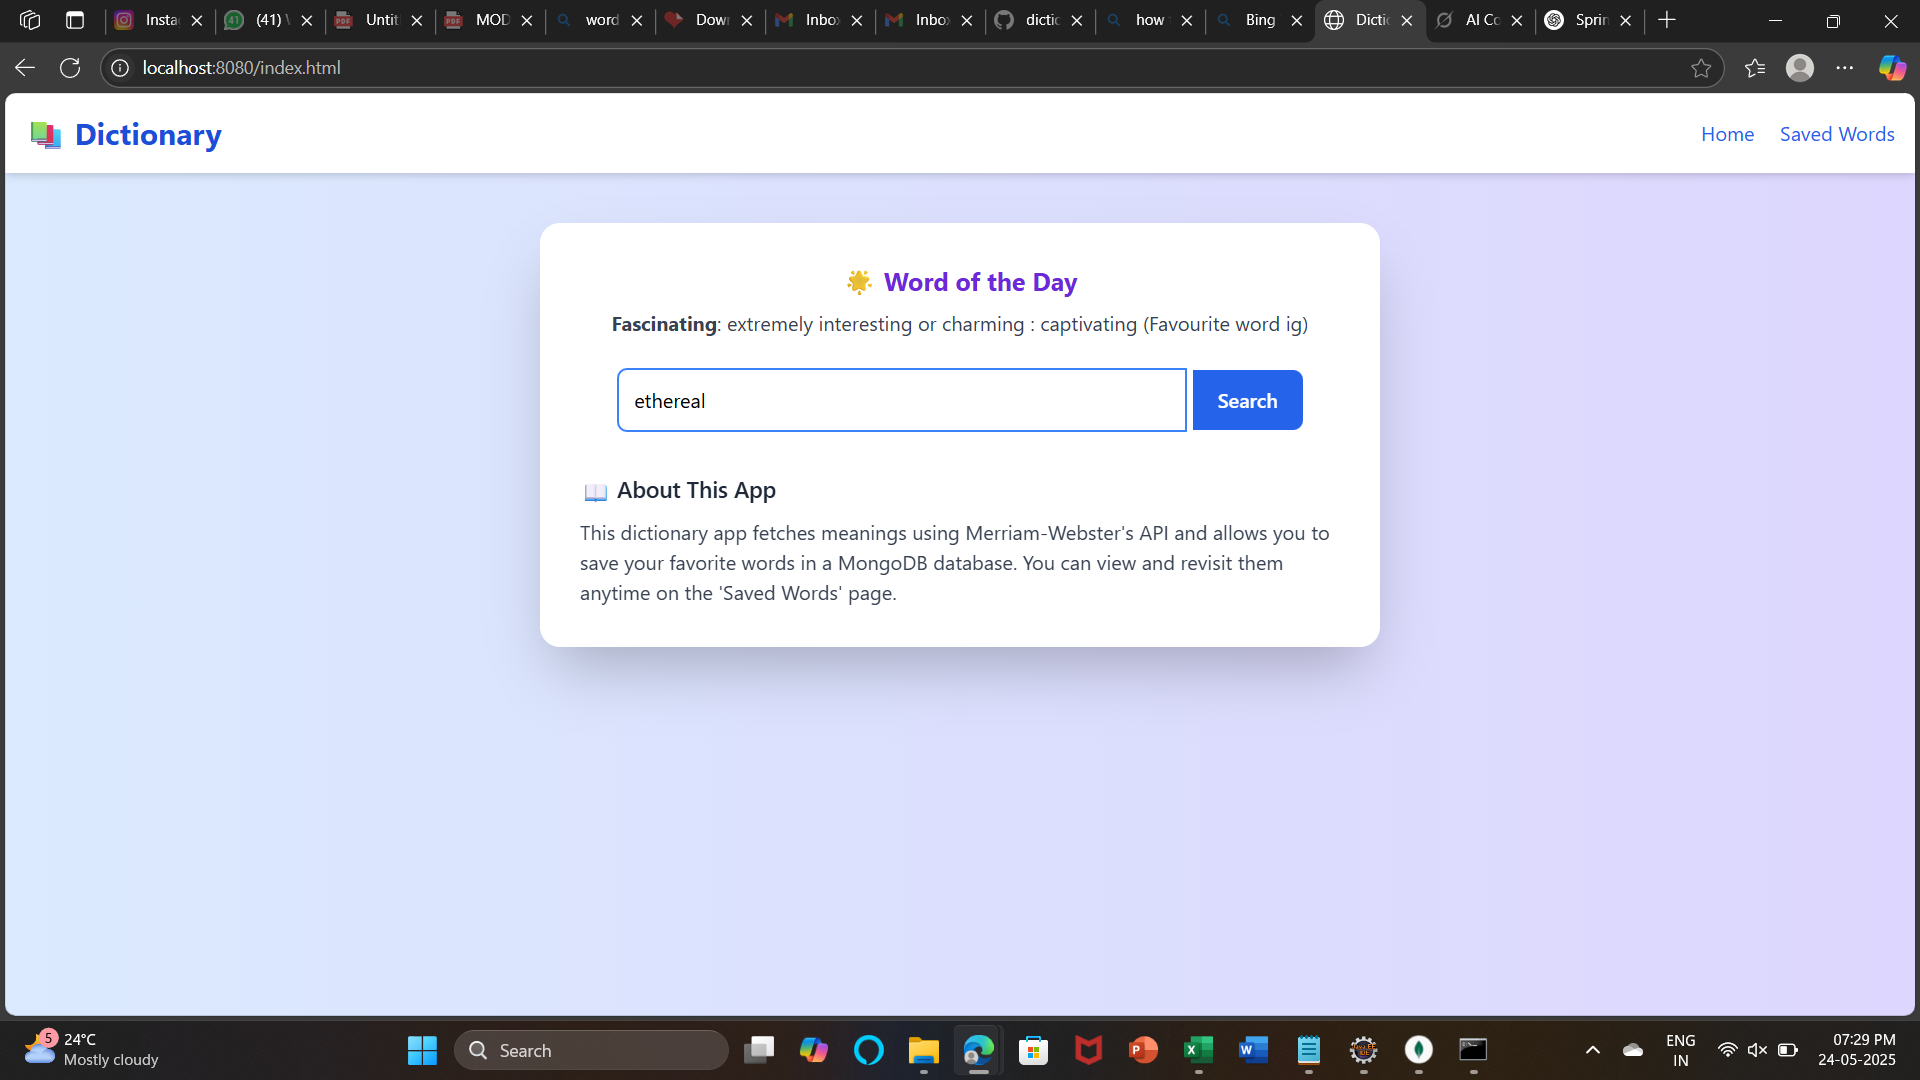 Insta
(41)
Untit
MOD
word
Down
Inbo
Inbo
dictio
how
Bing
Dictio
AI Co
Sprin
localhost:8080/index.html
Dictionary
Home
Saved Words
Word of the Day
Fascinating: extremely interesting or charming : captivating (Favourite word ig)
ethereal
Search
About This App
This dictionary app fetches meanings using Merriam-Webster's API and allows you to
save your favorite words in a MongoDB database. You can view and revisit them
anytime on the 'Saved Words' page.
5
24°C
Mostly cloudy
Search
ENG
IN
07:29 PM
24-05-2025